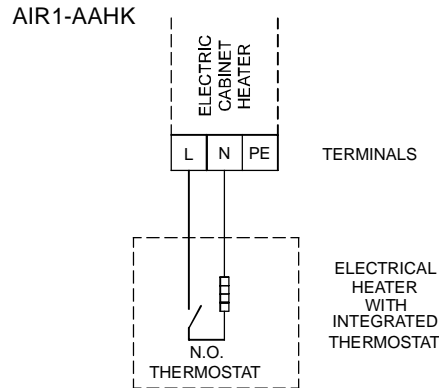 AIR1-AAHK
ELECTRIC
CABINET
HEATER
L N PE
TERMINALS
ELECTRICAL
HEATER
WITH
INTEGRATED
THERMOSTAT
N.O.
THERMOSTAT